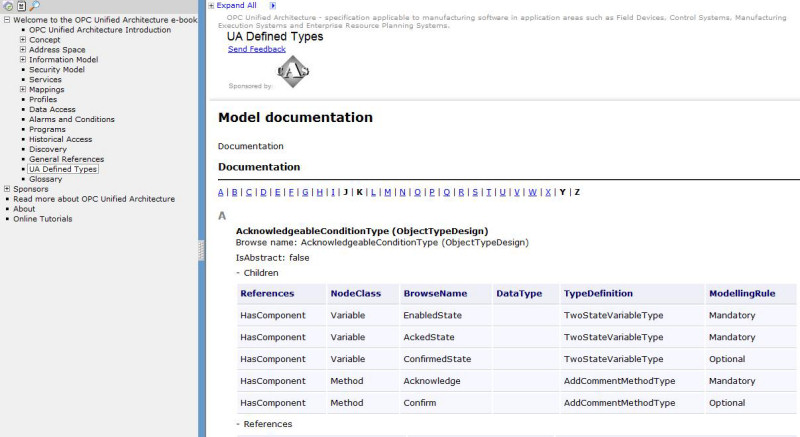 Welcome to the OPC Unified Architecture e-book
OPC Unified Architecture Introduction
Concept
Address Space
Information Model
Security Model
Services
Mappings
Profiles
Data Access
Alarms and Conditions
Programs
Historical Access
Discovery
General References
UA Defined Types
Glossary
Sponsors
Read more about OPC Unified Architecture
About
Online Tutorials
Expand All
OPC Unified Architecture - specification applicable to manufacturing software in application areas such as Field Devices, Control Systems, Manufacturing
Execution Systems and Enterprise Resource Planning Systems.
UA Defined Types
Send Feedback
Sponsored by:
Model documentation
Documentation
Documentation
A | B | C | D | E | F | G | H | I | J | K | L | M | N | O | P | Q | R | S | T | U | V | W | X | Y | Z
A
AcknowledgeableConditionType (ObjectTypeDesign)
Browse name: AcknowledgeableConditionType (ObjectTypeDesign)
IsAbstract: false
- Children
References NodeClass BrowseName DataType TypeDefinition ModellingRule
HasComponent Variable EnabledState TwoStateVariableType Mandatory
HasComponent Variable AckedState TwoStateVariableType Mandatory
HasComponent Variable ConfirmedState TwoStateVariableType Optional
HasComponent Method Acknowledge AddCommentMethodType Mandatory
HasComponent Method Confirm AddCommentMethodType Optional
- References